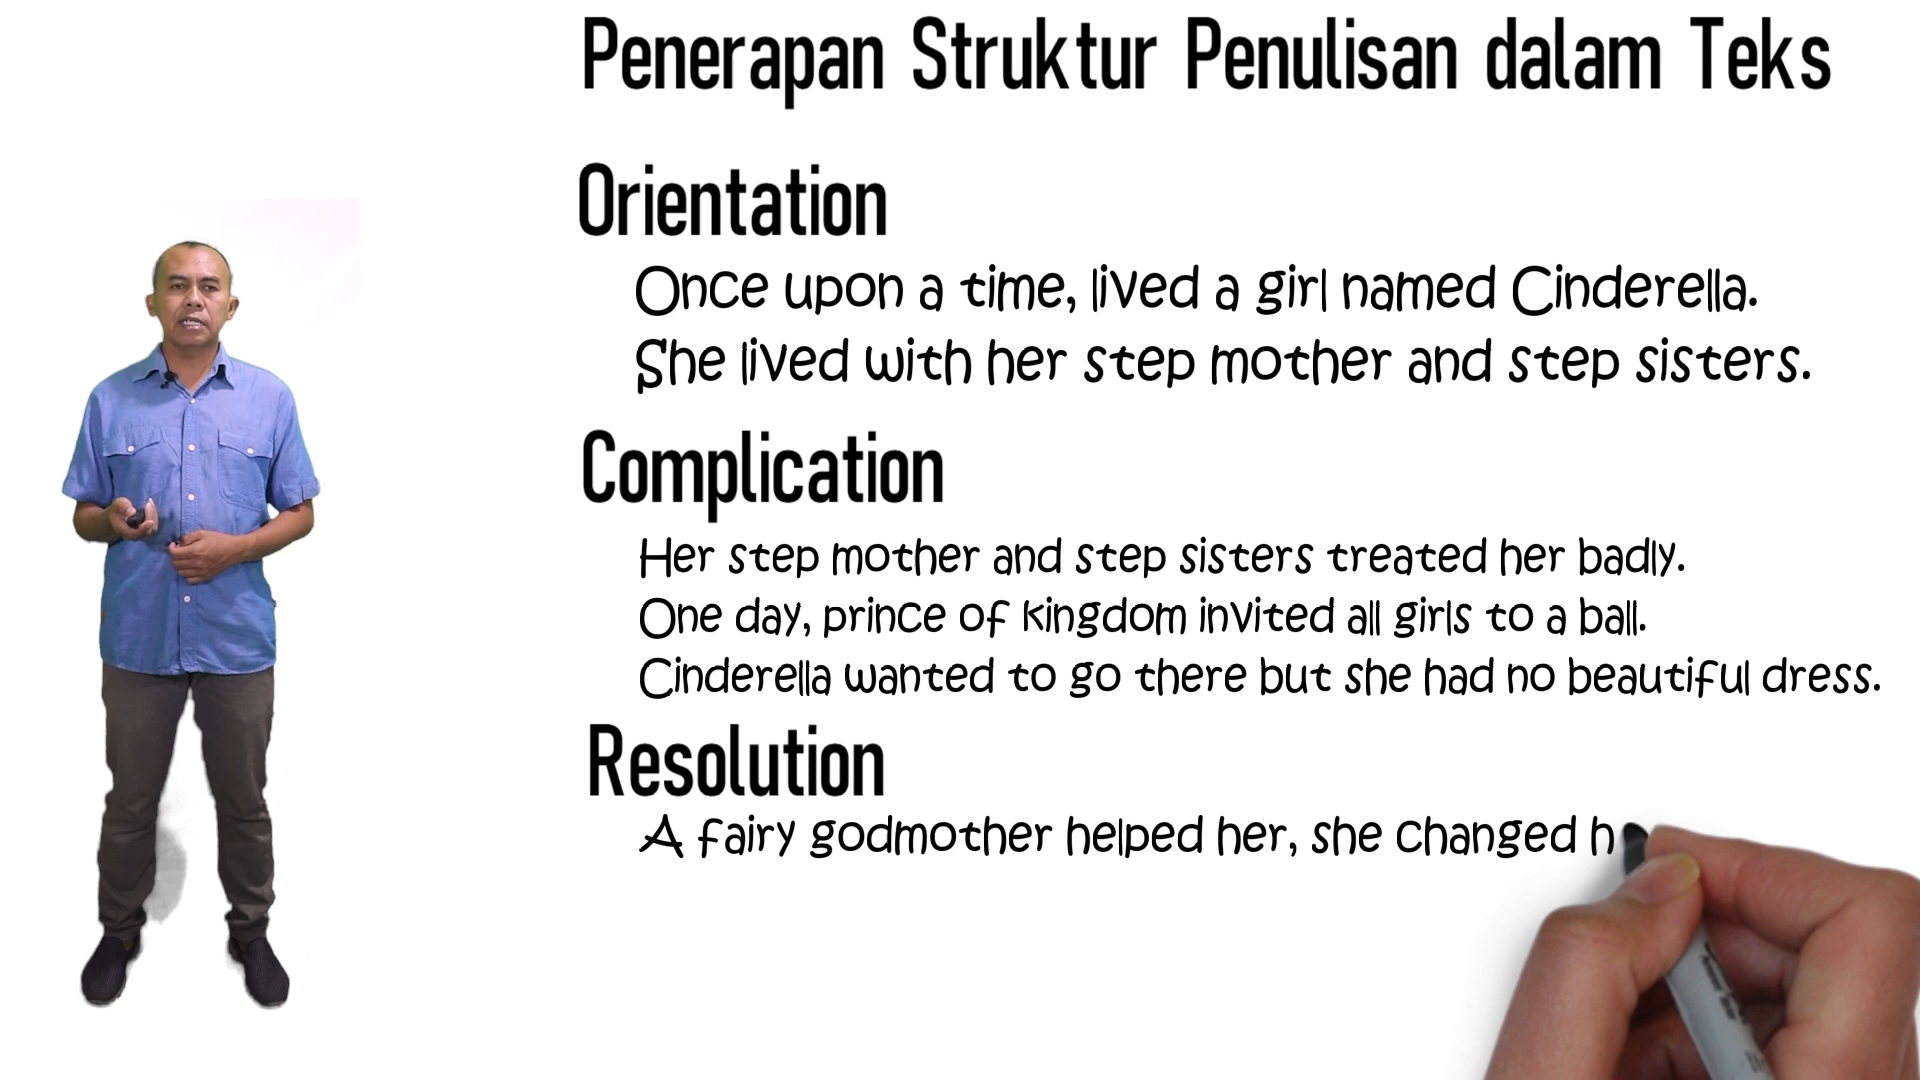 Penerapan Struktur Penulisan dalam Teks
Orientation
Once upon a time, lived a girl named Cinderella.
She lived with her step mother and step sisters.
Complication
Her step mother and step sisters treated her badly.
One day, prince of kingdom invited all girls to a ball.
Cinderella wanted to go there but she had no beautiful dress.
Resolution
A fairy godmother helped her, she changed h